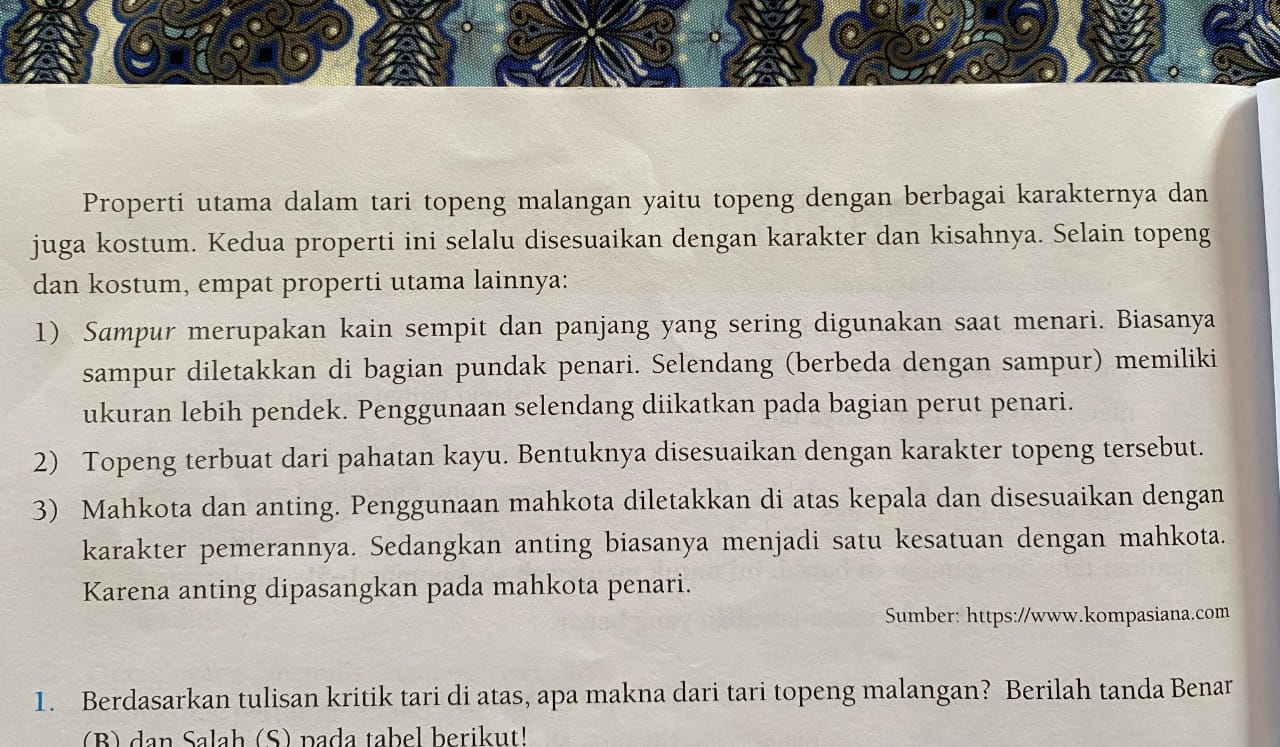 Properti utama dalam tari topeng malangan yaitu topeng dengan berbagai karakternya dan
juga kostum. Kedua properti ini selalu disesuaikan dengan karakter dan kisahnya. Selain topeng
dan kostum, empat properti utama lainnya:
1) Sampur merupakan kain sempit dan panjang yang sering digunakan saat menari. Biasanya
sampur diletakkan di bagian pundak penari. Selendang (berbeda dengan sampur) memiliki
ukuran lebih pendek. Penggunaan selendang diikatkan pada bagian perut penari.
2) Topeng terbuat dari pahatan kayu. Bentuknya disesuaikan dengan karakter topeng tersebut.
3) Mahkota dan anting. Penggunaan mahkota diletakkan di atas kepala dan disesuaikan dengan
karakter pemerannya. Sedangkan anting biasanya menjadi satu kesatuan dengan mahkota.
Karena anting dipasangkan pada mahkota penari.
Sumber: https://www.kompasiana.com
1. Berdasarkan tulisan kritik tari di atas, apa makna dari tari topeng malangan? Berilah tanda Benar
(B) dan Salah (S) pada tabel berikut!